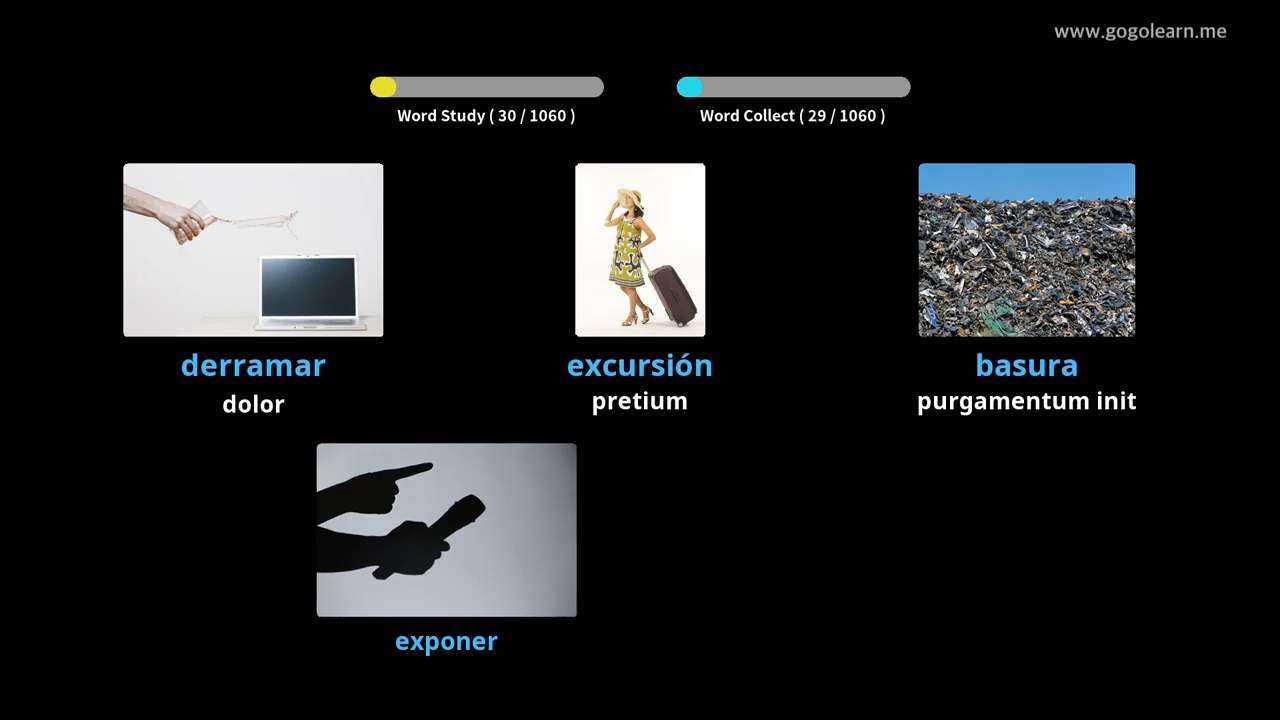 www.gogolearn.me
Word Study ( 30 / 1060 )
Word Collect ( 29 / 1060 )
derramar
dolor
excursión
pretium
basura
purgamentum init
exponer